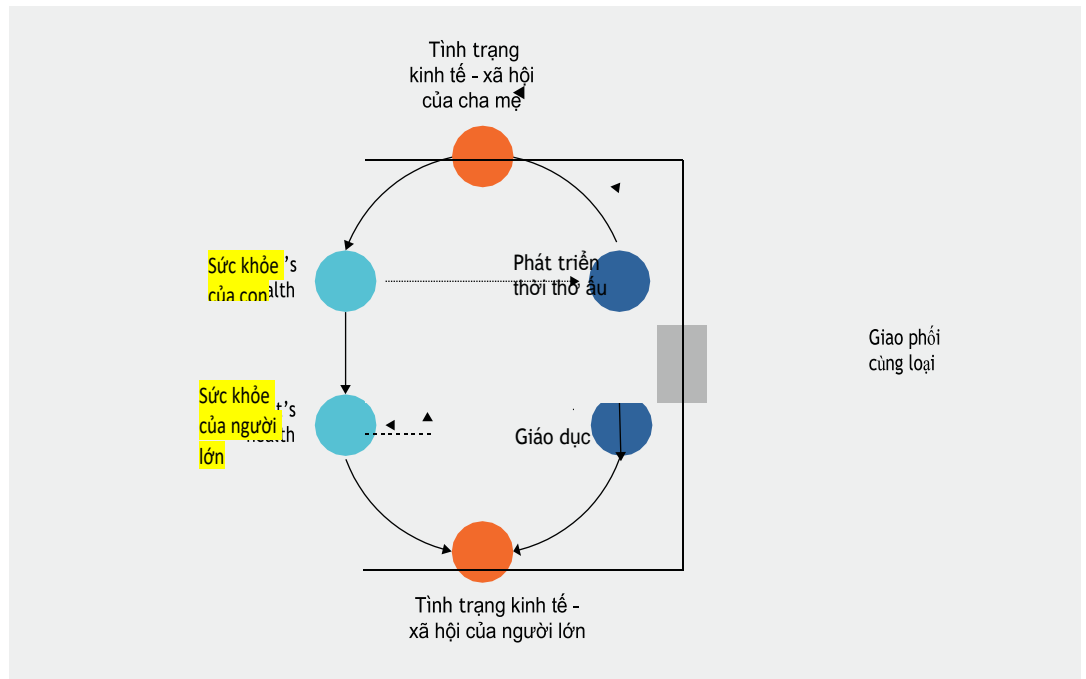 Tình trạng
kinh tế - xã hội
của cha mẹ
Sức khỏe ’s
của con alth
Phát triển
thời thơ ấu
Giao phối
cùng loại
Sức khỏe
của người t’s
lớn health
Giáo dục
Tình trạng kinh tế -
xã hội của người lớn